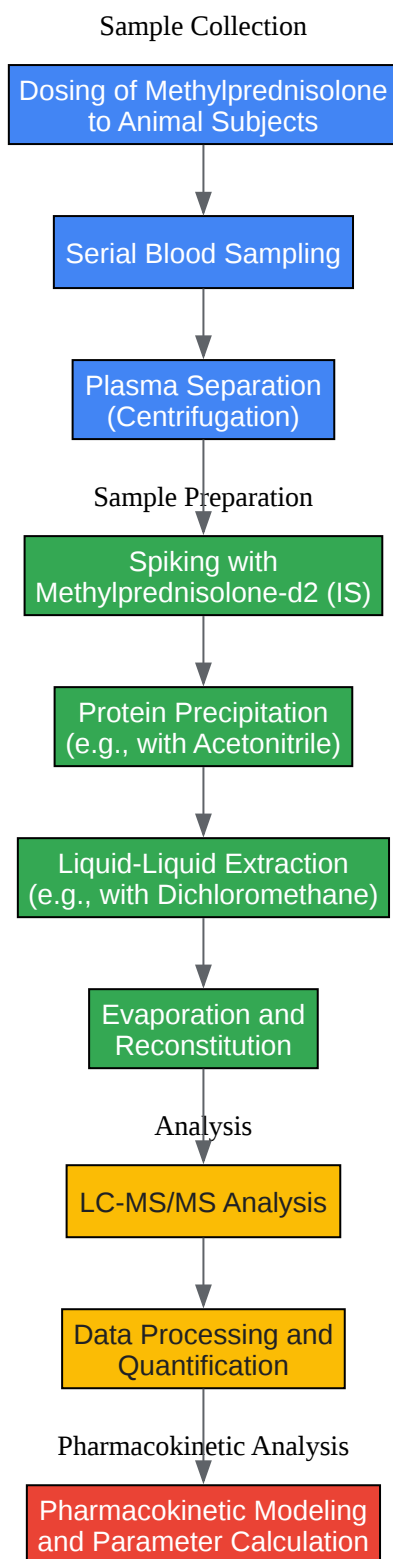 Sample Collection
Dosing of Methylprednisolone
to Animal Subjects
Serial Blood Sampling
Plasma Separation
(Centrifugation)
Sample Preparation
Spiking with
Methylprednisolone-d2 (IS)
Protein Precipitation
(e.g., with Acetonitrile)
Liquid-Liquid Extraction
(e.g., with Dichloromethane)
Evaporation and
Reconstitution
Analysis
LC-MS/MS Analysis
Data Processing and
Quantification
Pharmacokinetic Analysis
Pharmacokinetic Modeling
and Parameter Calculation